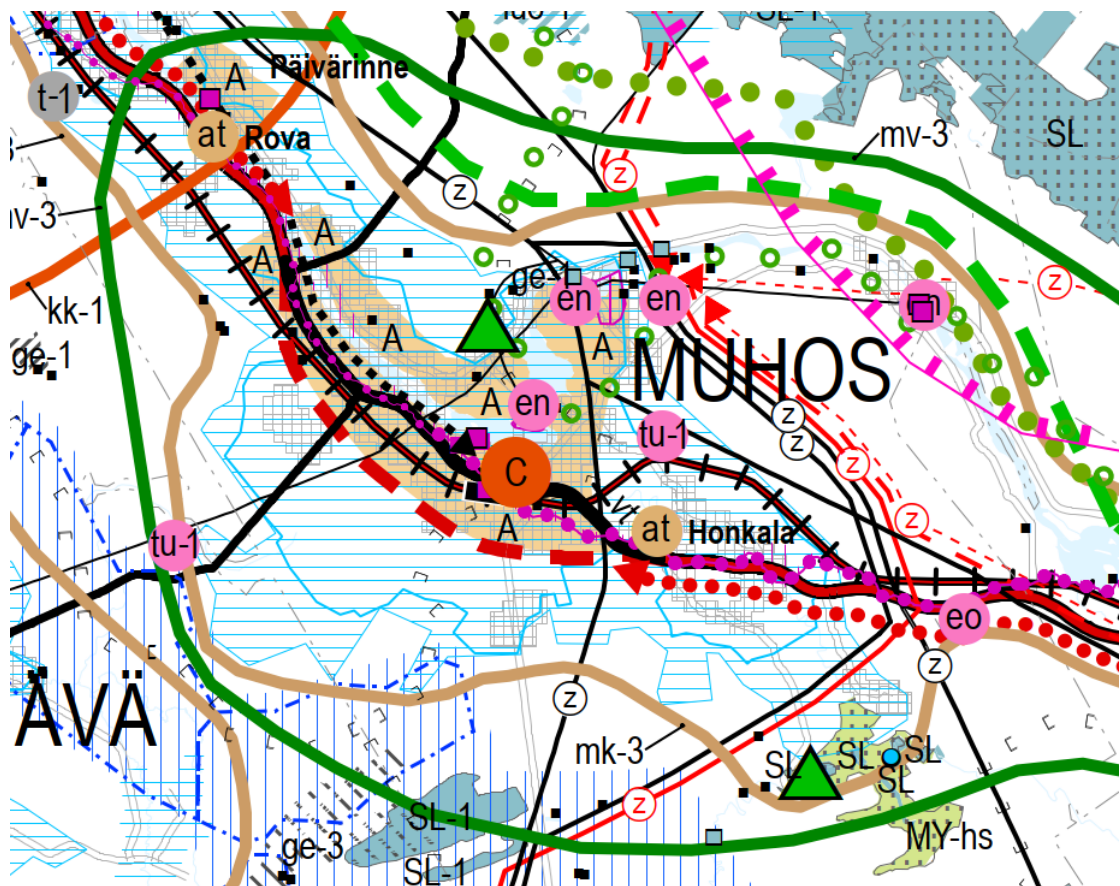 SL-1
A
Päivärinne
t-1
at
Rova
mv-3
SL
z
z
mv-3
A
A
ge-1
en
en
z
kk-1
ge-1
A
A
MUHOS
A
en
tu-1
z
z
z
C
vt
at
Honkala
z
A
tu-1
eo
z
z
ÄVÄ
mk-3
SL
SL
SL
SL
z
SL-1
MY-hs
ge-3
SL-1